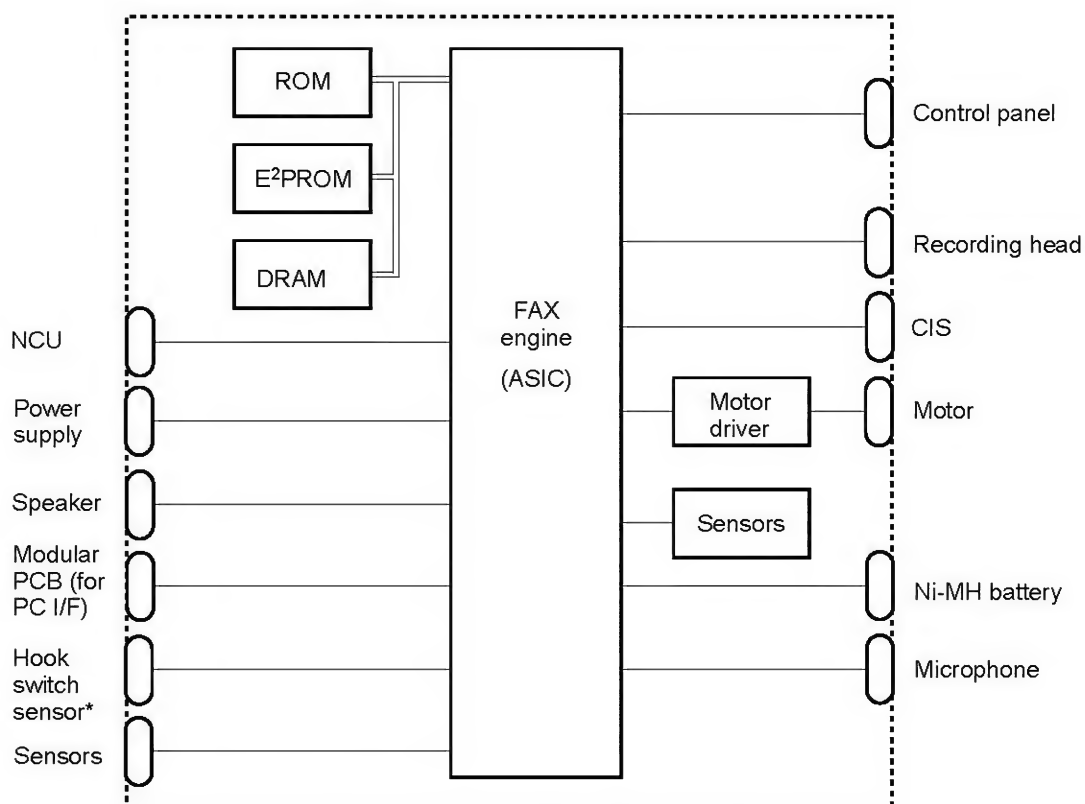 ROM
E²PROM
DRAM
FAX
engine
(ASIC)
NCU
Power
supply
Speaker
Modular
PCB (for
PC I/F)
Hook
switch
sensor*
Sensors
Control panel
Recording head
CIS
Motor
driver
Motor
Sensors
Ni-MH battery
Microphone